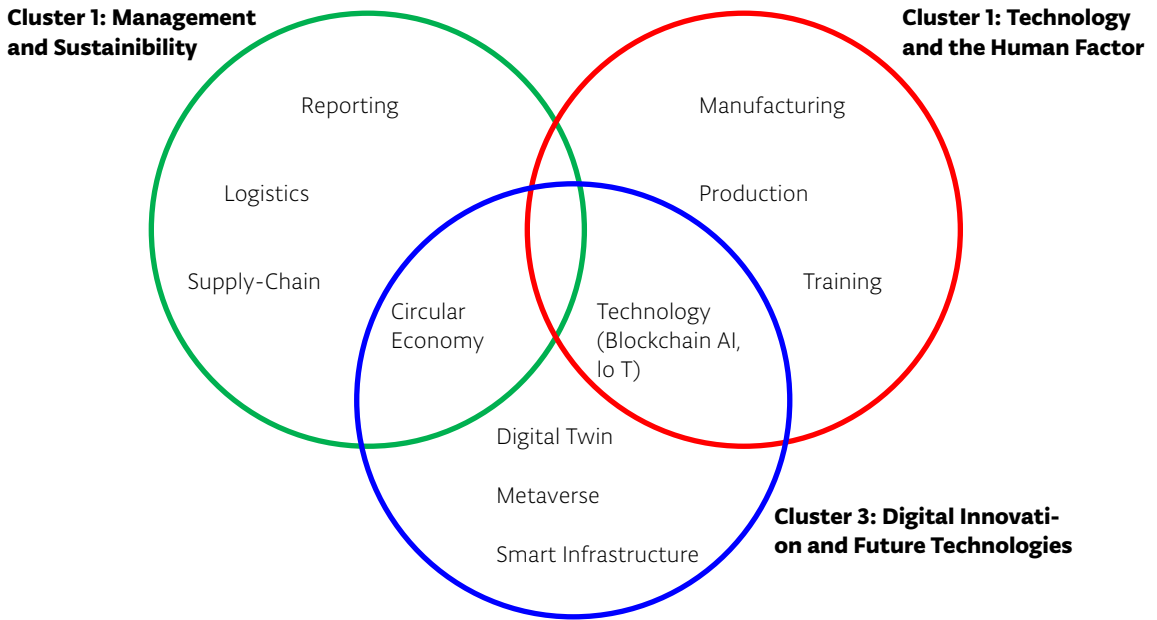 Cluster 1: Management
and Sustainibility
Cluster 1: Technology
and the Human Factor
Reporting
Manufacturing
Logistics
Production
Supply-Chain
Training
Circular
Economy
Technology
(Blockchain AI,
lo T)
Digital Twin
Metaverse
Smart Infrastructure
Cluster 3: Digital Innovati-
on and Future Technologies